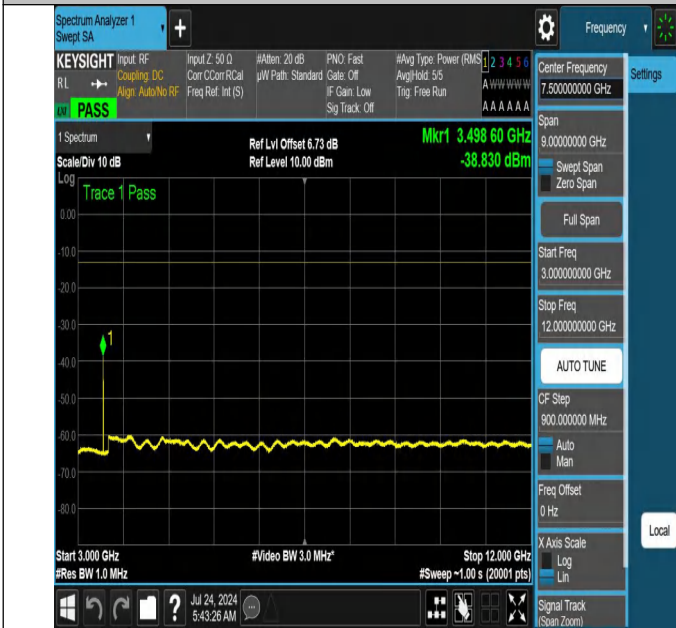 Spectrum Analyzer 1
Swept SA
+
Frequency
KEYSIGHT
RL
PASS
Input: RF
Coupling: DC
Align: Auto/No RF
Input Z: 50 Ω
Corr CCorr RCal
Freq Ref: Int (S)
#Atten: 20 dB
µW Path: Standard
PNO: Fast
Gate: Off
IF Gain: Low
Sig Track: Off
#Avg Type: Power (RMS
Avg|Hold: 5/5
Trig: Free Run
1 2 3 4 5 6
A W W W W W
A A A A A A
1 Spectrum
Scale/Div 10 dB
Ref Lvl Offset 6.73 dB
Ref Level 10.00 dBm
Mkr1 3.498 60 GHz
-38.830 dBm
Log
Trace 1 Pass
0.00
-10.0
-20.0
-30.0
1
-40.0
-50.0
-60.0
-70.0
-80.0
Start 3.000 GHz
#Res BW 1.0 MHz
#Video BW 3.0 MHz*
Stop 12.000 GHz
#Sweep ~1.00 s (20001 pts)
Jul 24, 2024
5:43:26 AM
?
Center Frequency
7.500000000 GHz
Settings
Span
9.00000000 GHz
Swept Span
Zero Span
Full Span
Start Freq
3.000000000 GHz
Stop Freq
12.000000000 GHz
AUTO TUNE
CF Step
900.000000 MHz
Auto
Man
Freq Offset
0 Hz
Local
X Axis Scale
Log
Lin
Signal Track
(Span Zoom)